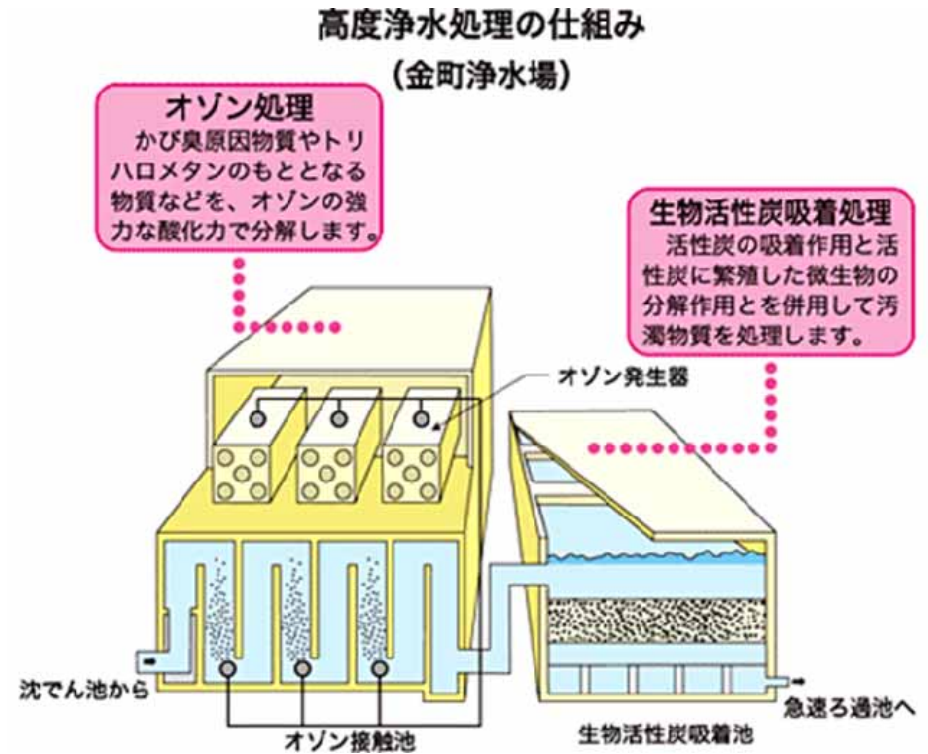 高度浄水処理の仕組み
(金町浄水場)
オゾン処理
かび臭原因物質やトリ
ハロメタンのもととなる
物質などを、オゾンの強
力な酸化力で分解します。
生物活性炭吸着処理
活性炭の吸着作用と活
性炭に繁殖した微生物の
分解作用とを併用して汚
濁物質を処理します。
オゾン発生器
沈でん池から
オゾン接触池
生物活性炭吸着池
急速ろ過池へ